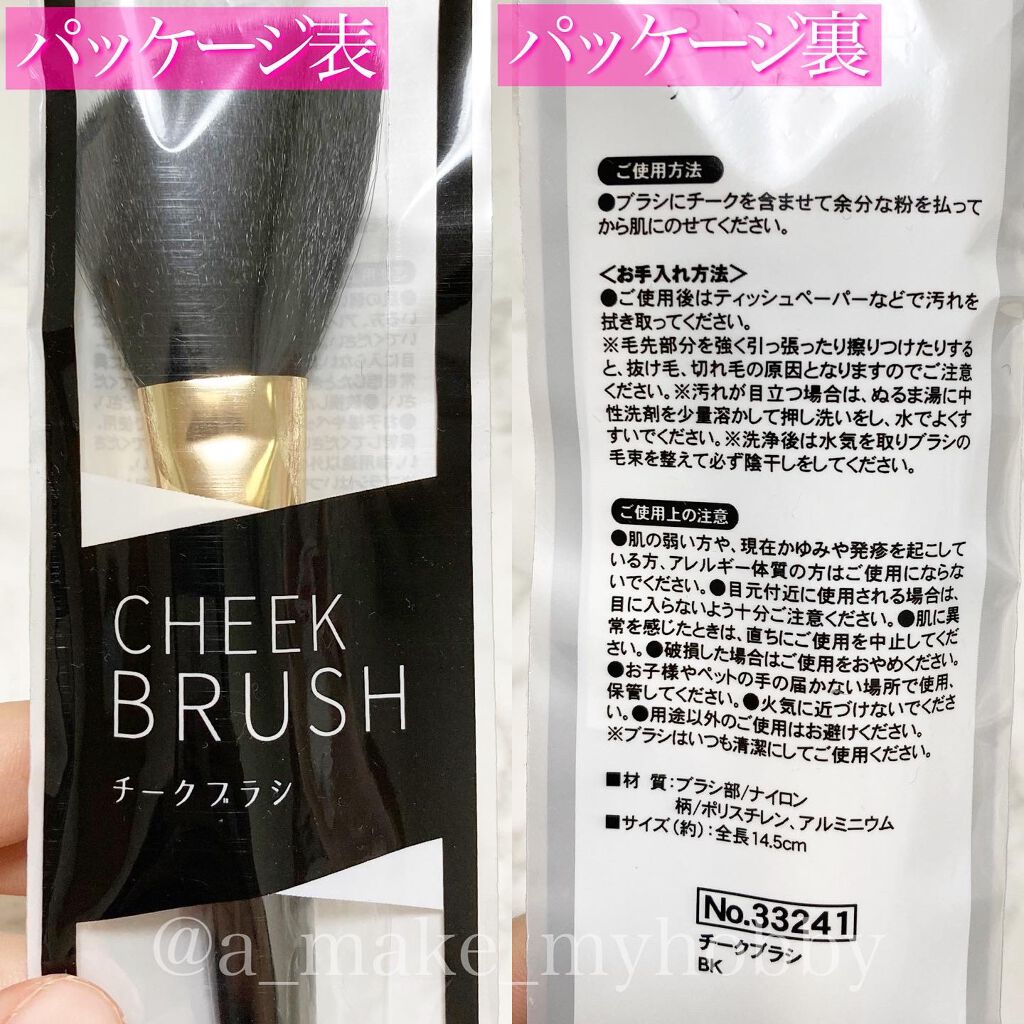 パッケージ表
CHEEK
BRUSH
チークブラシ
パッケージ裏
ご使用方法
●ブラシにチークを含ませて余分な粉を払って
から肌にのせてください。
<お手入れ方法>
●ご使用後はティッシュペーパーなどで汚れを
拭き取ってください。
※毛先部分を強く引っ張ったり擦りつけたりする
と、抜け毛、切れ毛の原因となりますのでご注意
ください。※汚れが目立つ場合は、ぬるま湯に中
性洗剤を少量溶かして押し洗いをし、水でよくす
すいでください。※洗浄後は水気を取りブラシの
毛束を整えて必ず陰干しをしてください。
ご使用上の注意
●肌の弱い方や、現在かゆみや発疹を起こして
いる方、アレルギー体質の方はご使用にならな
いでください。●目元付近に使用される場合は、
目に入らないよう十分ご注意ください。●肌に異
常を感じたときは、直ちにご使用を中止してくだ
さい。●破損した場合はご使用をおやめください。
●お子様やペットの手の届かない場所で使用、
保管してください。●火気に近づけないでくださ
い。●用途以外のご使用はお避けください。
※ブラシはいつも清潔にしてご使用ください。
■材 質:ブラシ部/ナイロン
柄/ポリスチレン、アルミニウム
■サイズ(約):全長14.5cm
No.33241
チークブラシ
BK
@a_make_myhobby